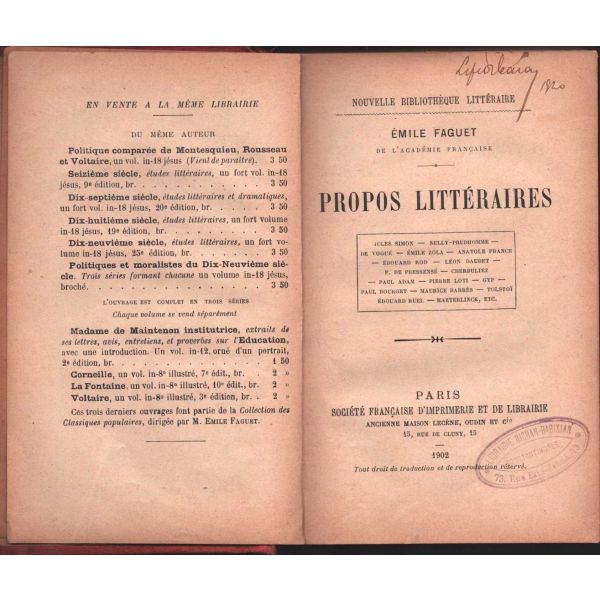 EN VENTE A LA MÊME LIBRAIRIE
DU MÊME AUTEUR
Politique comparée de Montesquieu, Rousseau
et Voltaire, un vol. in-18 jésus (Vient de paraître). 3 50
Seizième siècle, études littéraires, un fort vol. in-18
jésus, 9e édition, br. . . . . . . . . . . 3 50
Dix-septième siècle, études littéraires et dramatiques,
un fort vol. in-18 jésus, 20e édition, br. . . . . 3 50
Dix-huitième siècle, études littéraires, un fort volume
in-18 jésus, 19e édition, br. . . . . . . . 3 50
Dix-neuvième siècle, études littéraires, un fort vo-
lume in-18 jésus, 25e édition, br. . . . . . . 3 50
Politiques et moralistes du Dix-Neuvième siè-
cle. Trois séries formant chacune un volume in-18 jésus,
broché. . . . . . . . . . . . . . 3 50
L'OUVRAGE EST COMPLET EN TROIS SÉRIES
Chaque volume se vend séparément
Madame de Maintenon institutrice, extraits de
ses lettres, avis, entretiens, et proverbes sur l'Education,
avec une introduction. Un vol. in-12, orné d'un portrait,
2e édition, br. . . . . . . . . . . . 1 50
Corneille, un vol. in-8º illustré, 7e édit., br. . . 2 »
La Fontaine, un vol. in-8º illustré, 10e édit., br. . 2 »
Voltaire, un vol. in-8º illustré, 3e édition, br. . . 2 »
Ces trois derniers ouvrages font partie de la Collection des
Classiques populaires, dirigée par M. EMILE FAGUET.
1920
NOUVELLE BIBLIOTHÈQUE LITTÉRAIRE
ÉMILE FAGUET
DE L'ACADÉMIE FRANÇAISE
PROPOS LITTÉRAIRES
JULES SIMON — SULLY-PRUDHOMME —
DE VOGUÉ — ÉMILE ZOLA — ANATOLE FRANCE
— ÉDOUARD ROD — LÉON DAUDET —
F. DE PRESSENSÉ — CHERBULIEZ
— PAUL ADAM — PIERRE LOTI — GYP —
PAUL BOURGET — MAURICE BARRÈS — TOLSTOÏ
ÉDOUARD RUEL — MAETERLINCK, ETC.
PARIS
SOCIÉTÉ FRANÇAISE D'IMPRIMERIE ET DE LIBRAIRIE
ANCIENNE MAISON LECÈNE, OUDIN ET Cie
15, RUE DE CLUNY, 15
1902
Tout droit de traduction et de reproduction réservé.
73, Rue